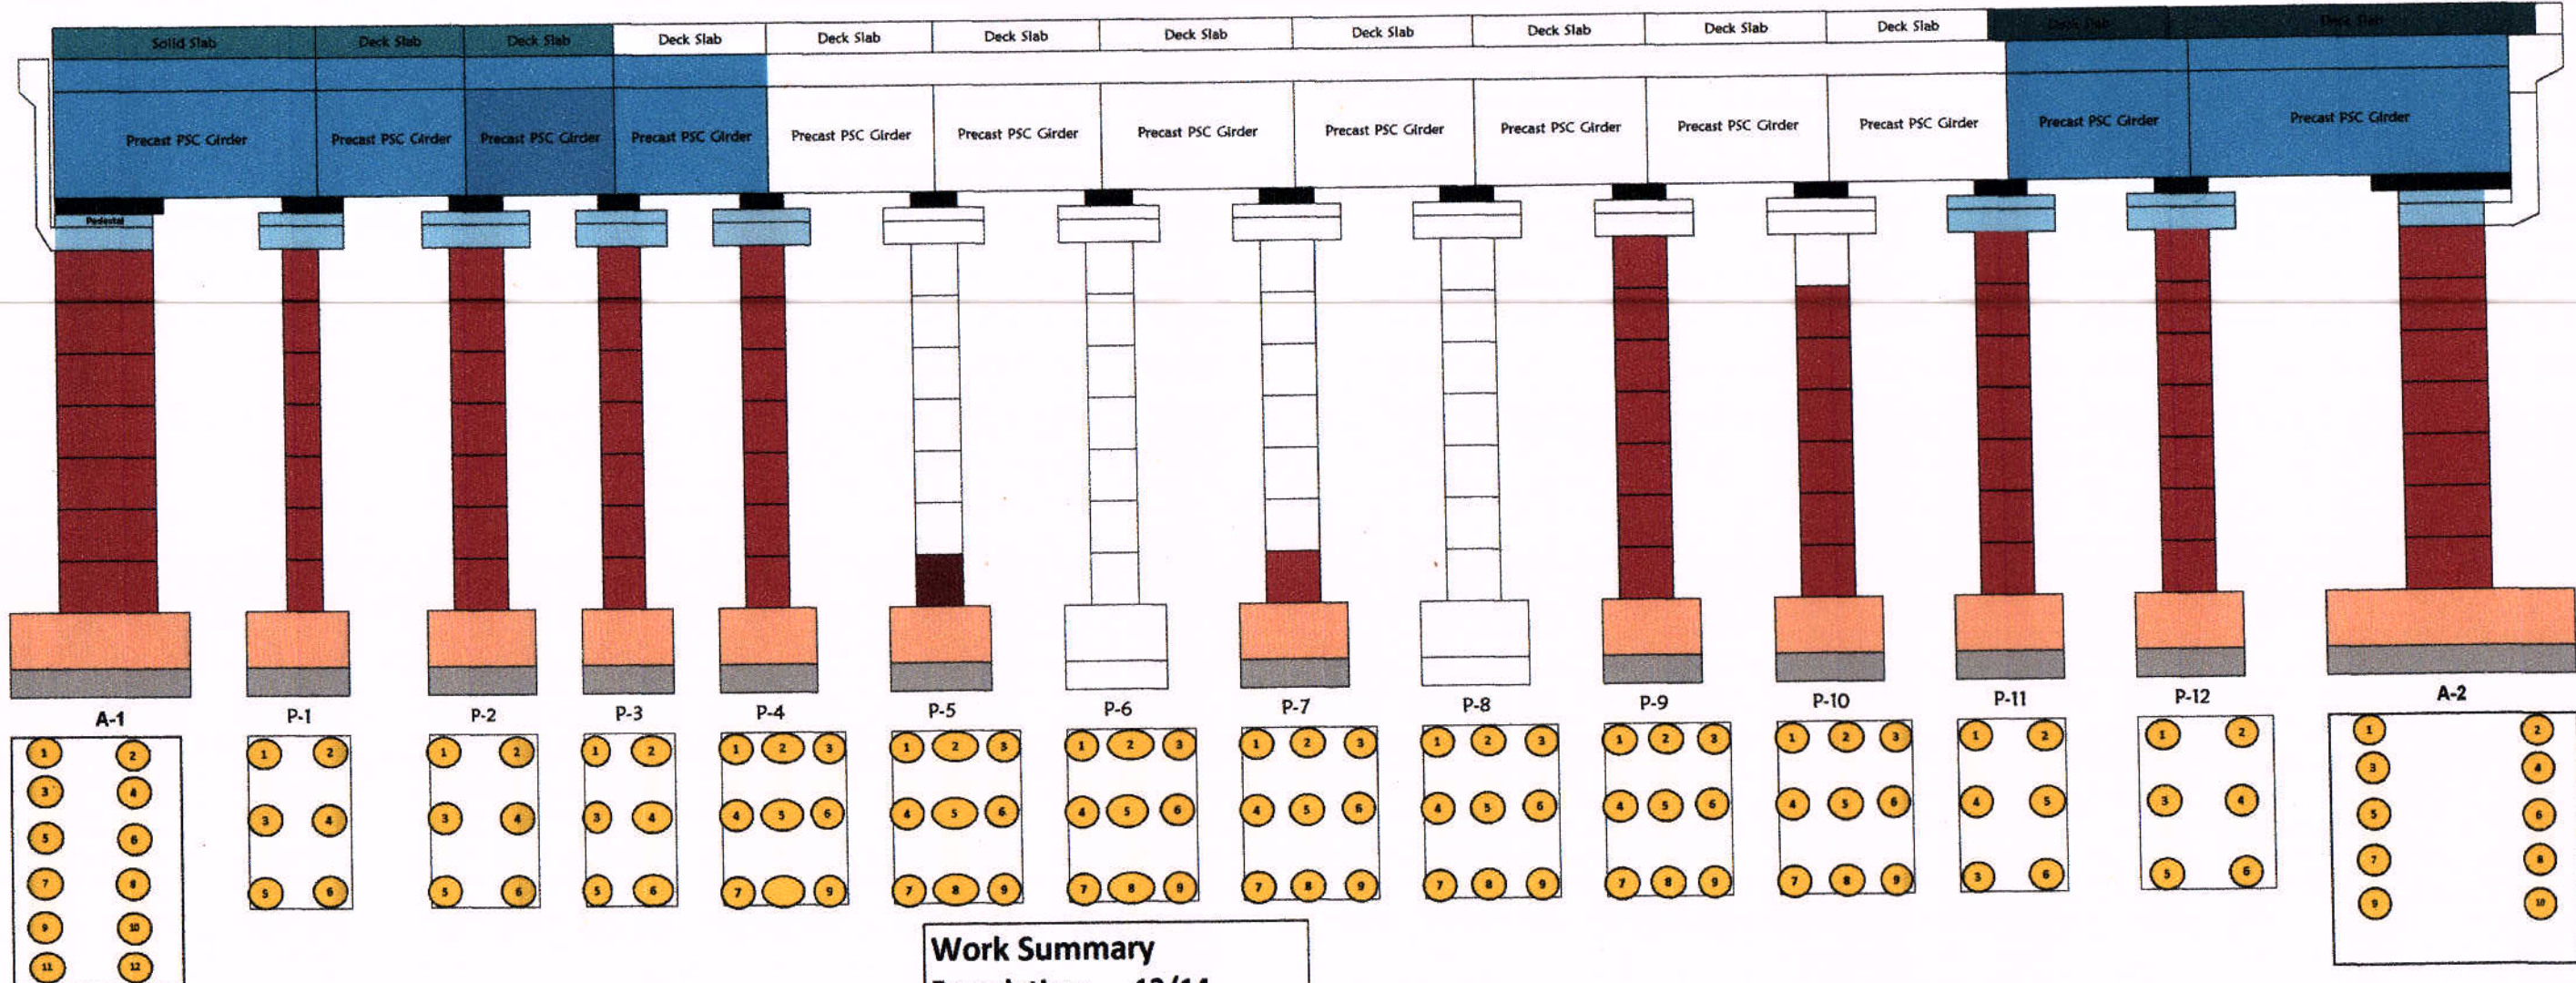 Solid Slab Deck Slab Deck Slab Deck Slab Deck Slab Deck Slab Deck Slab Deck Slab Deck Slab Deck Slab Deck Slab Deck Slab Deck Slab
Precast PSC Girder Precast PSC Girder Precast PSC Girder Precast PSC Girder Precast PSC Girder Precast PSC Girder Precast PSC Girder Precast PSC Girder Precast PSC Girder Precast PSC Girder Precast PSC Girder Precast PSC Girder Precast PSC Girder
Pedestal
A-1 P-1 P-2 P-3 P-4 P-5 P-6 P-7 P-8 P-9 P-10 P-11 P-12 A-2
1 2 1 2 1 2 1 2 1 2 3 1 2 3 1 2 3 1 2 3 1 2 3 1 2 3 1 2 3 1 2 1 2 1 2
3 4 3 4 3 4 3 4 4 5 6 4 5 6 4 5 6 4 5 6 4 5 6 4 5 6 4 5 6 4 5 3 4 3 4
5 6 5 6
7 8 5 6 5 6 5 6 7 9 7 8 9 7 8 9 7 8 9 7 8 9 7 8 9 7 8 9 3 6 5 6 7 8
9 10 9 10
11 12
Work Summary